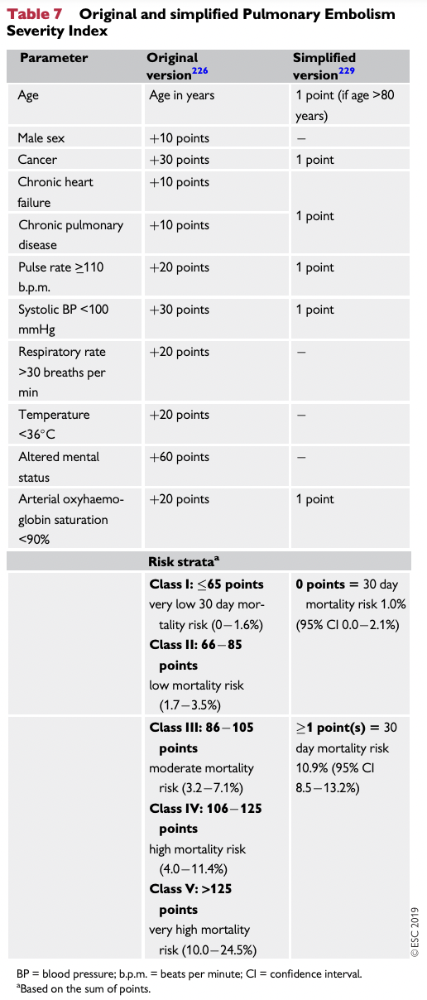 Table 7 Original and simplified Pulmonary Embolism
Severity Index
Parameter Original version226 Simplified version229
Age Age in years 1 point (if age >80 years)
Male sex +10 points –
Cancer +30 points 1 point
Chronic heart failure +10 points 1 point
Chronic pulmonary disease +10 points
Pulse rate ≥110 b.p.m. +20 points 1 point
Systolic BP <100 mmHg +30 points 1 point
Respiratory rate >30 breaths per min +20 points –
Temperature <36°C +20 points –
Altered mental status +60 points –
Arterial oxyhaemo-
globin saturation
<90% +20 points 1 point
Risk strataa
Class I: ≤65 points
very low 30 day mor-
tality risk (0–1.6%)
Class II: 66–85
points
low mortality risk
(1.7–3.5%)
0 points = 30 day
mortality risk 1.0%
(95% CI 0.0–2.1%)
Class III: 86–105
points
moderate mortality
risk (3.2–7.1%)
Class IV: 106–125
points
high mortality risk
(4.0–11.4%)
Class V: >125
points
very high mortality
risk (10.0–24.5%)
≥1 point(s) = 30
day mortality risk
10.9% (95% CI
8.5–13.2%)
©ESC 2019
BP = blood pressure; b.p.m. = beats per minute; CI = confidence interval.
aBased on the sum of points.